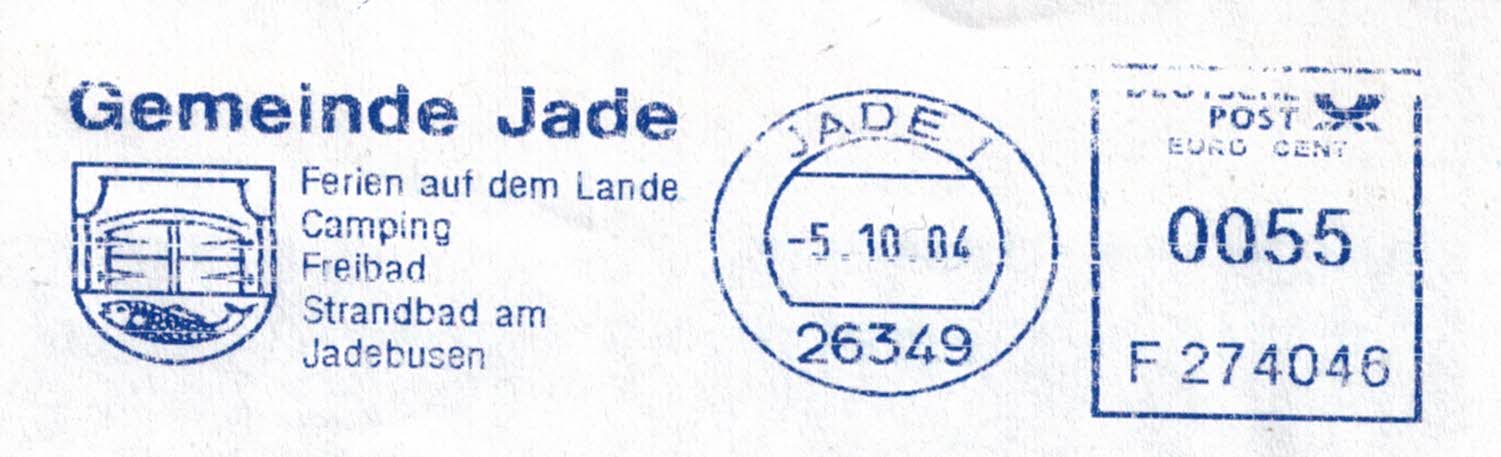 Gemeinde Jade
Ferien auf dem Lande
Camping
Freibad
Strandbad am
Jadebusen
JADE 1
-5.10.04
26349
DEUTSCHE
POST
EURO CENT
0055
F 274046